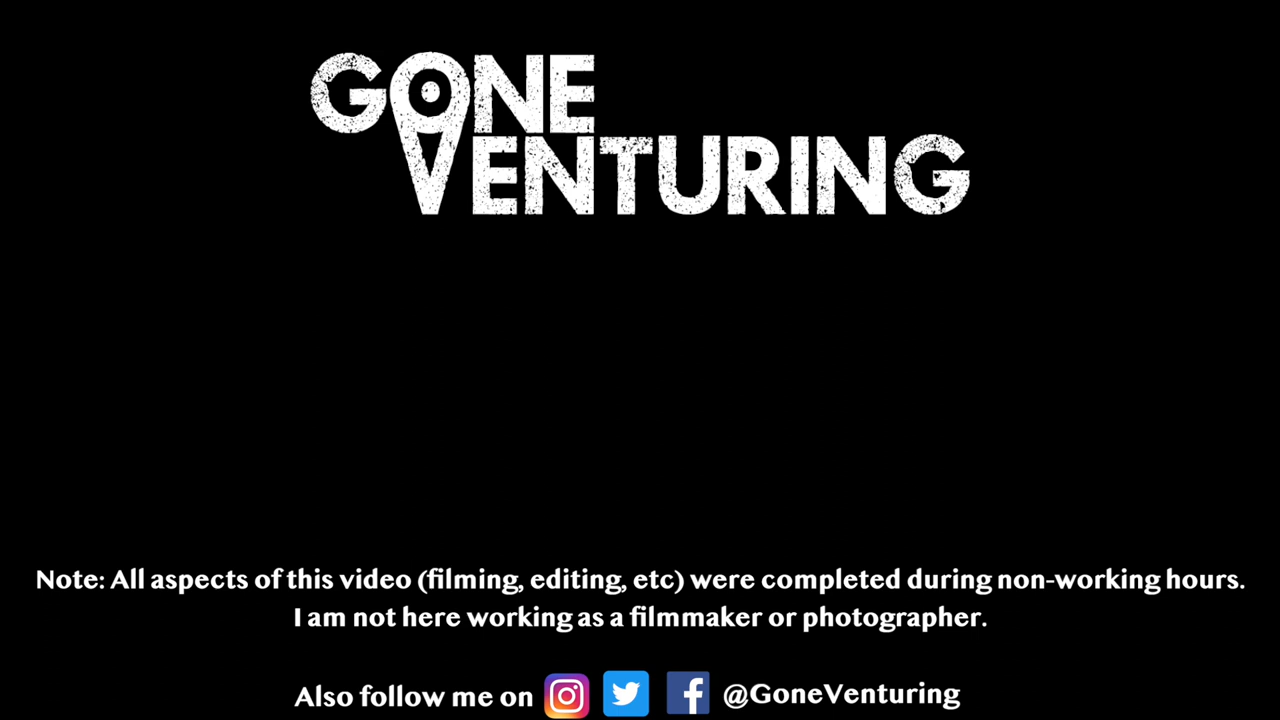 GONE
VENTURING
Note: All aspects of this video (filming, editing, etc) were completed during non-working hours.
I am not here working as a filmmaker or photographer.
Also follow me on @GoneVenturing